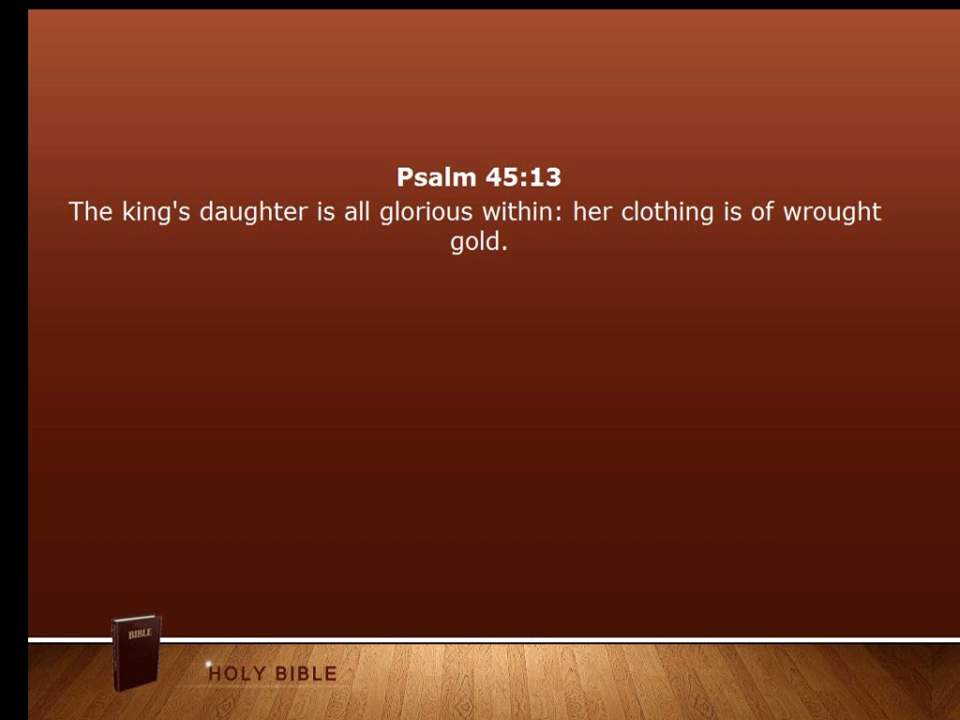 Psalm 45:13
The king's daughter is all glorious within: her clothing is of wrought
gold.
BIBLE
HOLY BIBLE